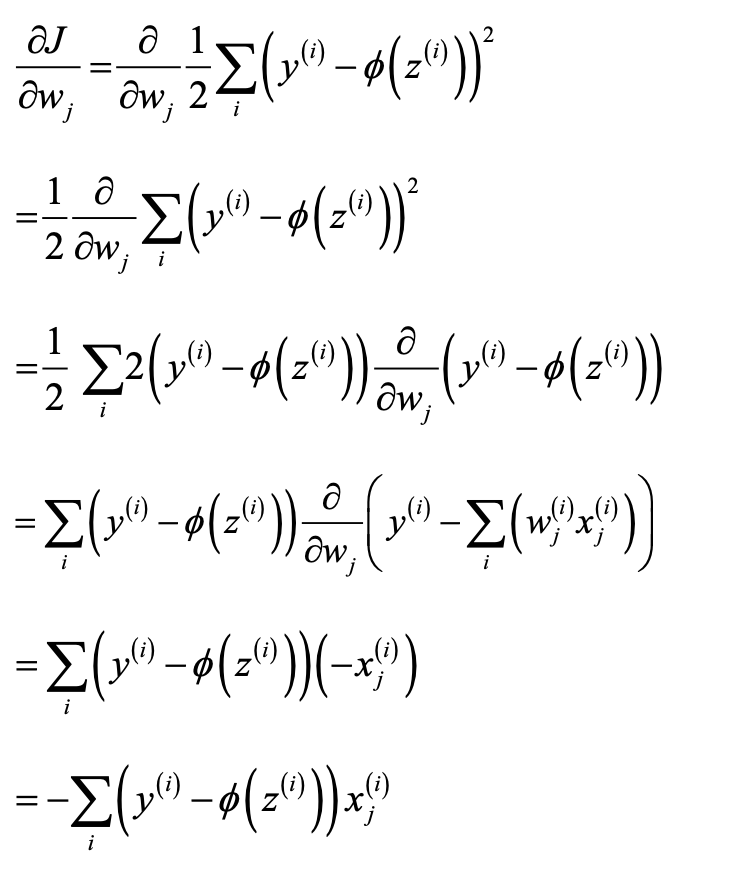 ∂J/∂w_j = ∂/∂w_j 1/2 ∑_i (y^(i) − ϕ(z^(i)))^2
= 1/2 ∂/∂w_j ∑_i (y^(i) − ϕ(z^(i)))^2
= 1/2 ∑_i 2(y^(i) − ϕ(z^(i))) ∂/∂w_j (y^(i) − ϕ(z^(i)))
= ∑_i (y^(i) − ϕ(z^(i))) ∂/∂w_j (y^(i) − ∑_i (w_j^(i) x_j^(i)))
= ∑_i (y^(i) − ϕ(z^(i)))(−x_j^(i))
= −∑_i (y^(i) − ϕ(z^(i))) x_j^(i)